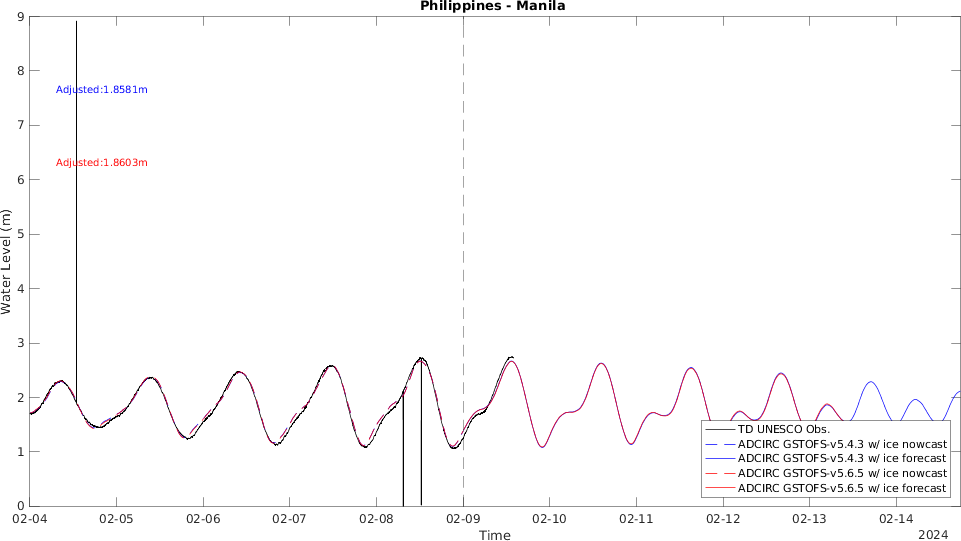 Philippines - Manila
9
8
7
6
5
4
3
2
1
0
Water Level (m)
Adjusted:1.8581m
Adjusted:1.8603m
TD UNESCO Obs.
ADCIRC GSTOFS-v5.4.3 w/ ice nowcast
ADCIRC GSTOFS-v5.4.3 w/ ice forecast
ADCIRC GSTOFS-v5.6.5 w/ ice nowcast
ADCIRC GSTOFS-v5.6.5 w/ ice forecast
02-04 02-05 02-06 02-07 02-08 02-09 02-10 02-11 02-12 02-13 02-14
Time
2024